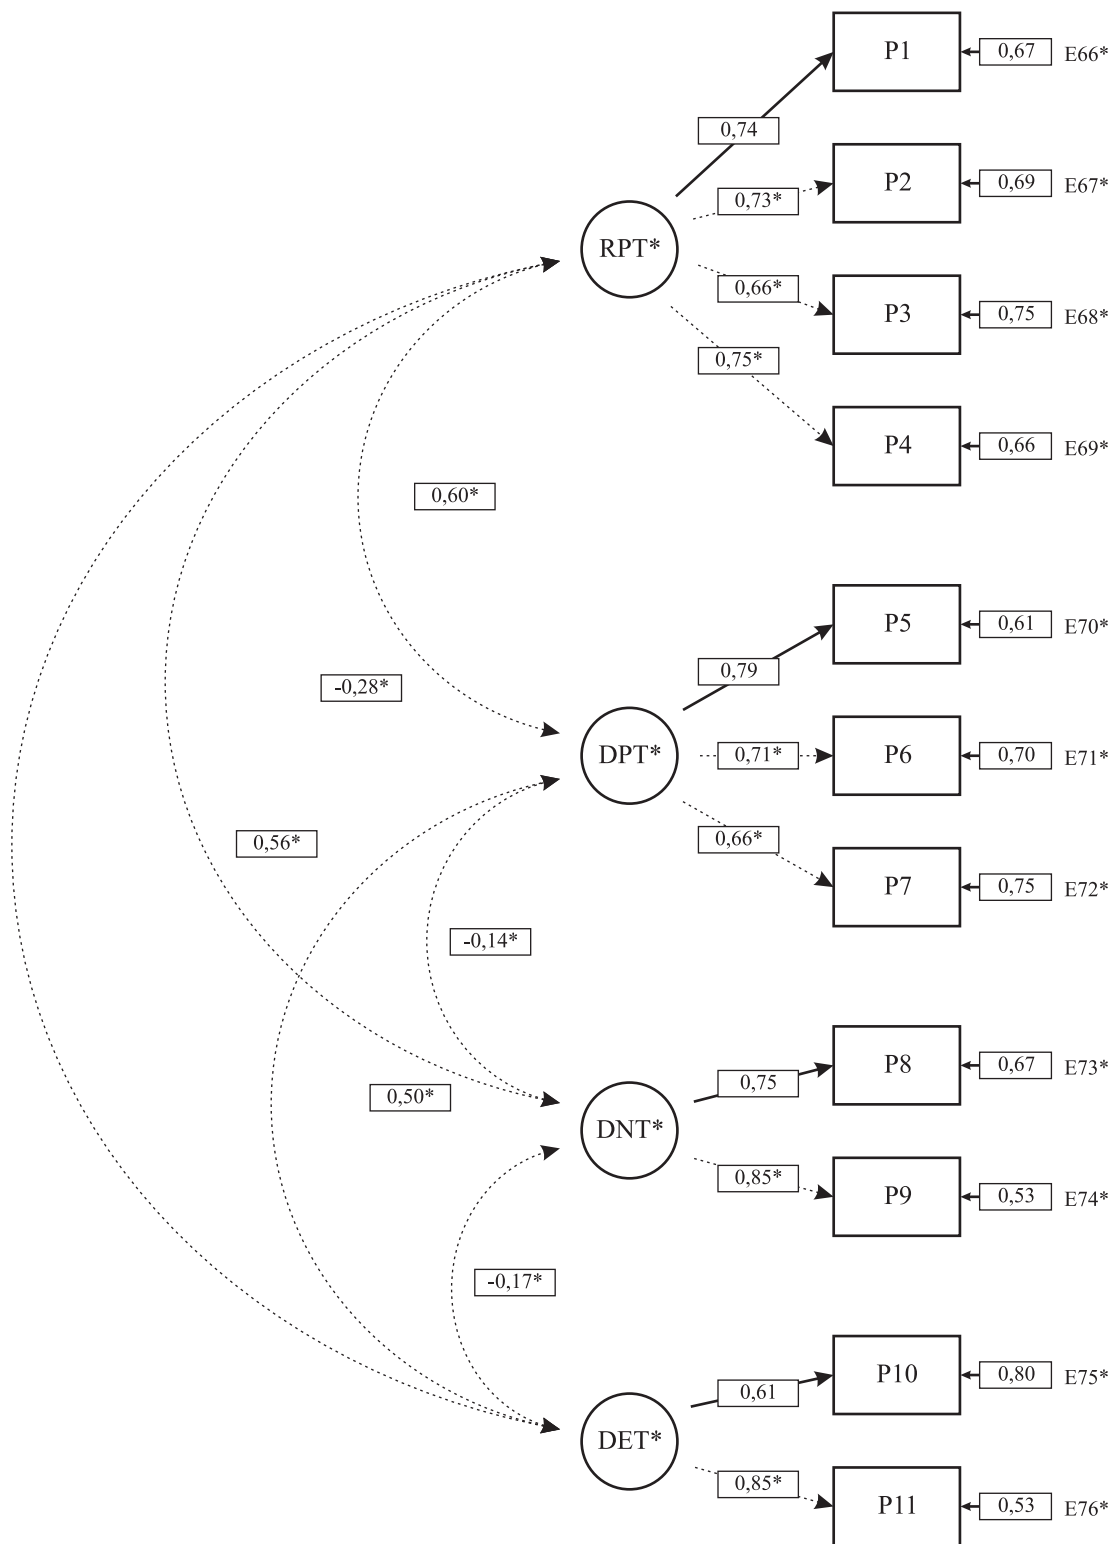 P1
0,67
E66*
0,74
P2
0,69
E67*
0,73*
RPT*
0,66*
P3
0,75
E68*
0,75*
P4
0,66
E69*
0,60*
P5
0,61
E70*
0,79
-0,28*
DPT*
0,71*
P6
0,70
E71*
0,66*
0,56*
P7
0,75
E72*
-0,14*
P8
0,67
E73*
0,75
0,50*
DNT*
0,85*
P9
0,53
E74*
-0,17*
P10
0,80
E75*
0,61
DET*
0,85*
P11
0,53
E76*